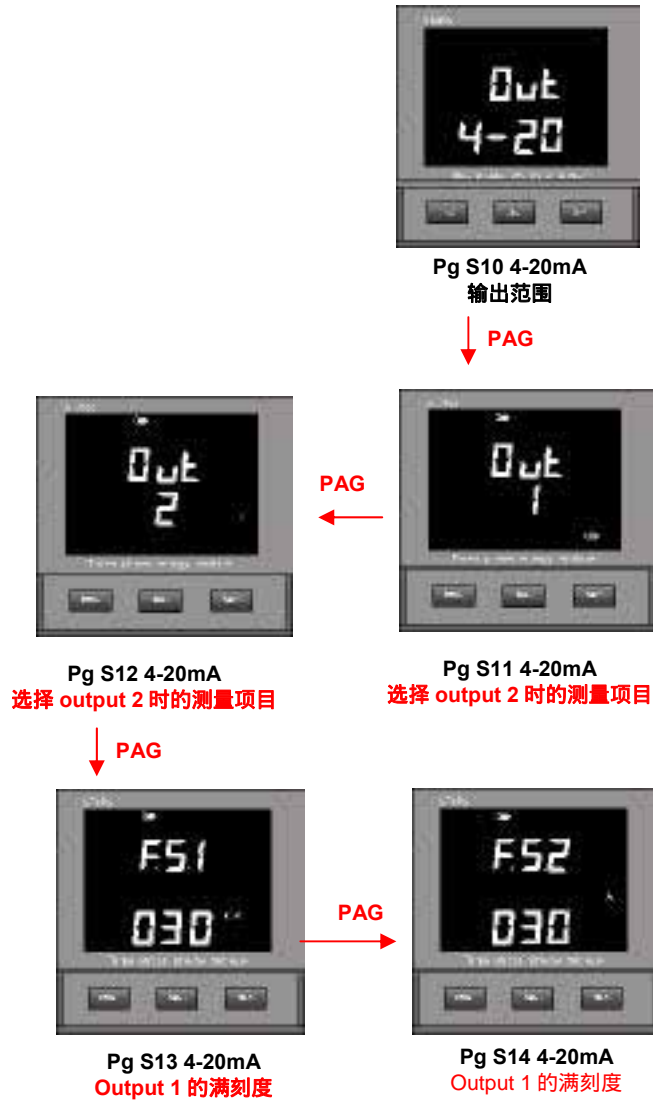 Out
4-20
Pg S10 4-20mA
输出范围
PAG
Out
1
Pg S11 4-20mA
选择 output 2 时的测量项目
PAG
Out
2
Pg S12 4-20mA
选择 output 2 时的测量项目
PAG
FS1
030
Pg S13 4-20mA
Output 1 的满刻度
PAG
F.S.2
030
Pg S14 4-20mA
Output 1 的满刻度